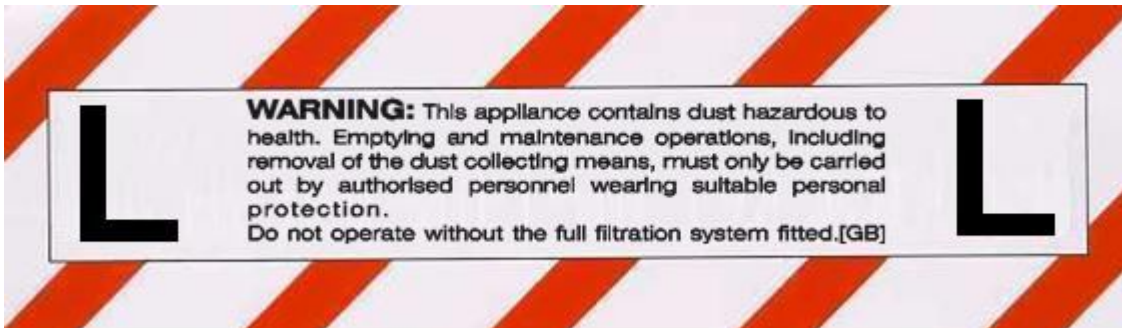 L
WARNING: This appliance contains dust hazardous to
health. Emptying and maintenance operations, including
removal of the dust collecting means, must only be carried
out by authorised personnel wearing suitable personal
protection.
Do not operate without the full filtration system fitted.[GB]
L